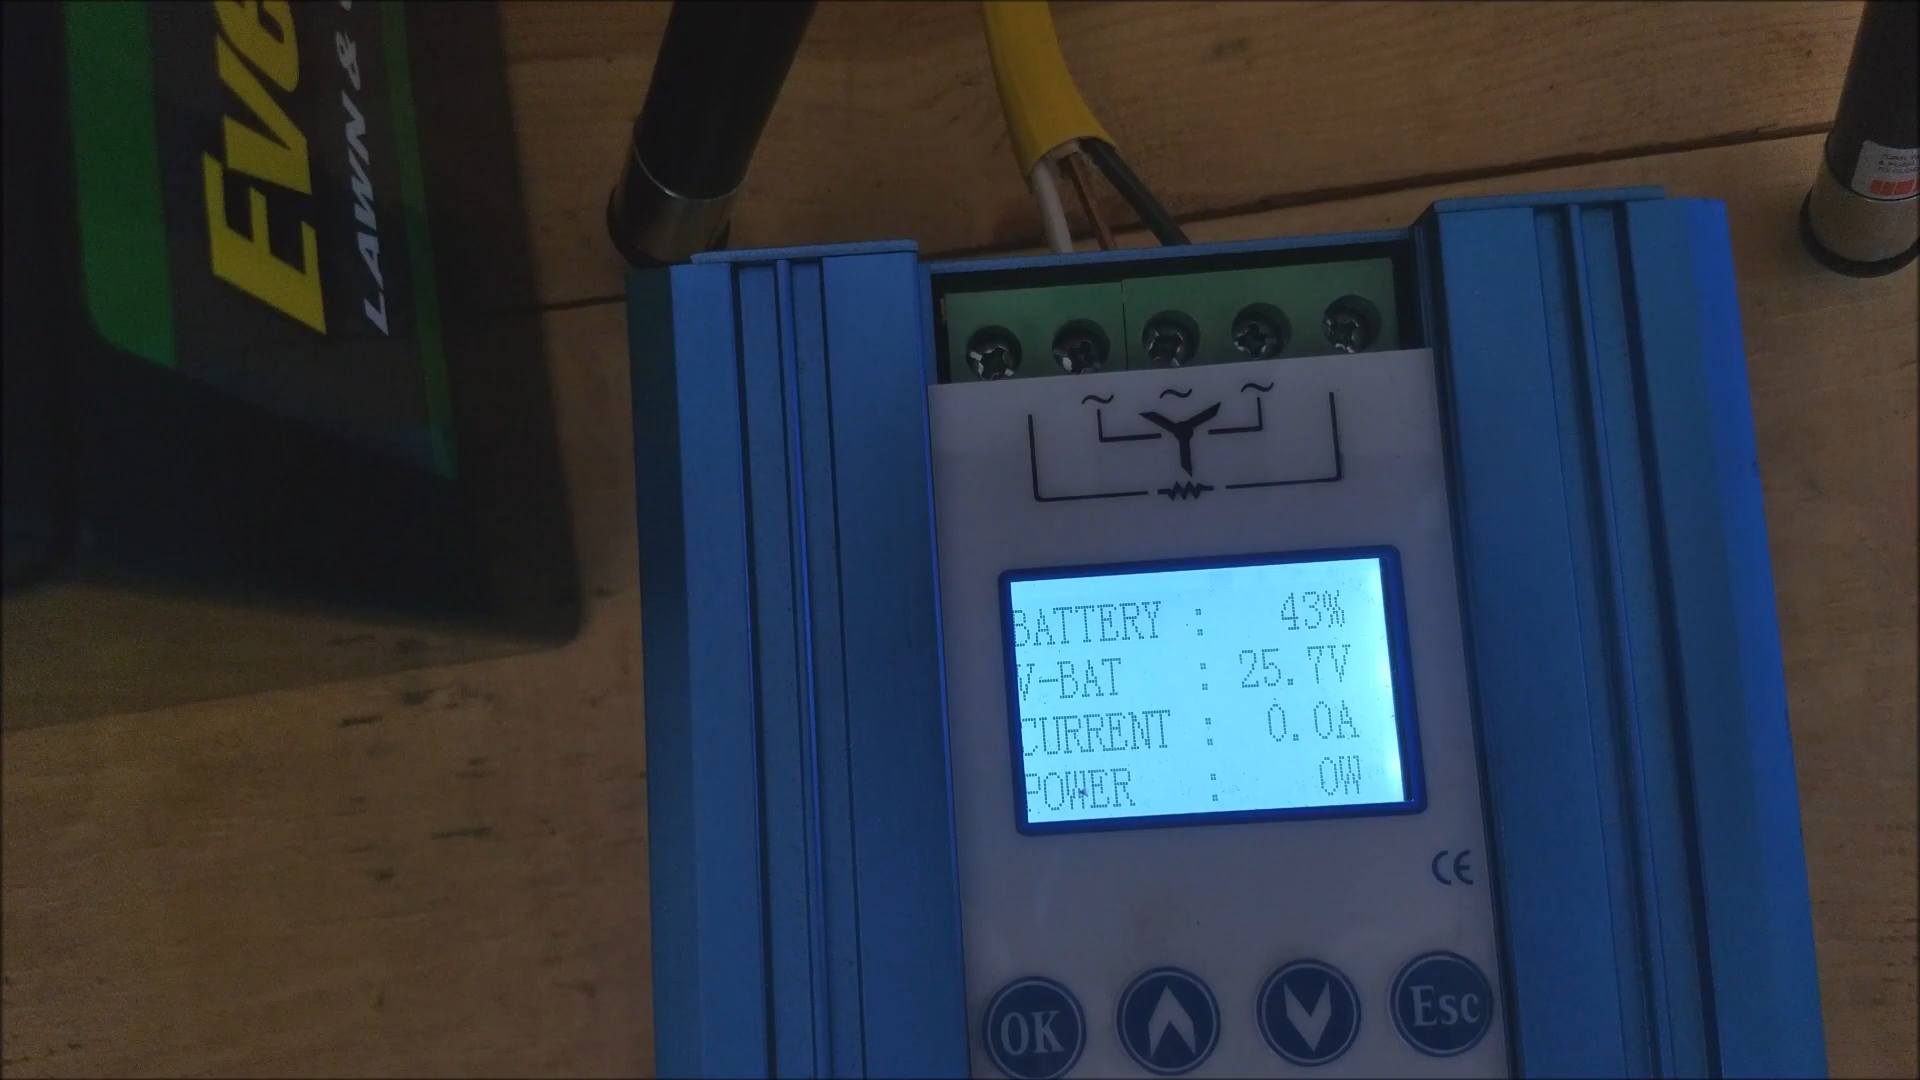 LAWN &
BATTERY : 43%
V-BAT : 25.7V
CURRENT : 0.0A
POWER : 0W
CE
OK
Esc